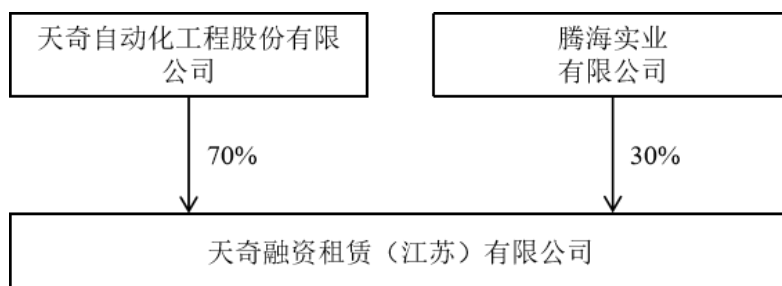 天奇自动化工程股份有限
公司
腾海实业
有限公司
70%
30%
天奇融资租赁（江苏）有限公司